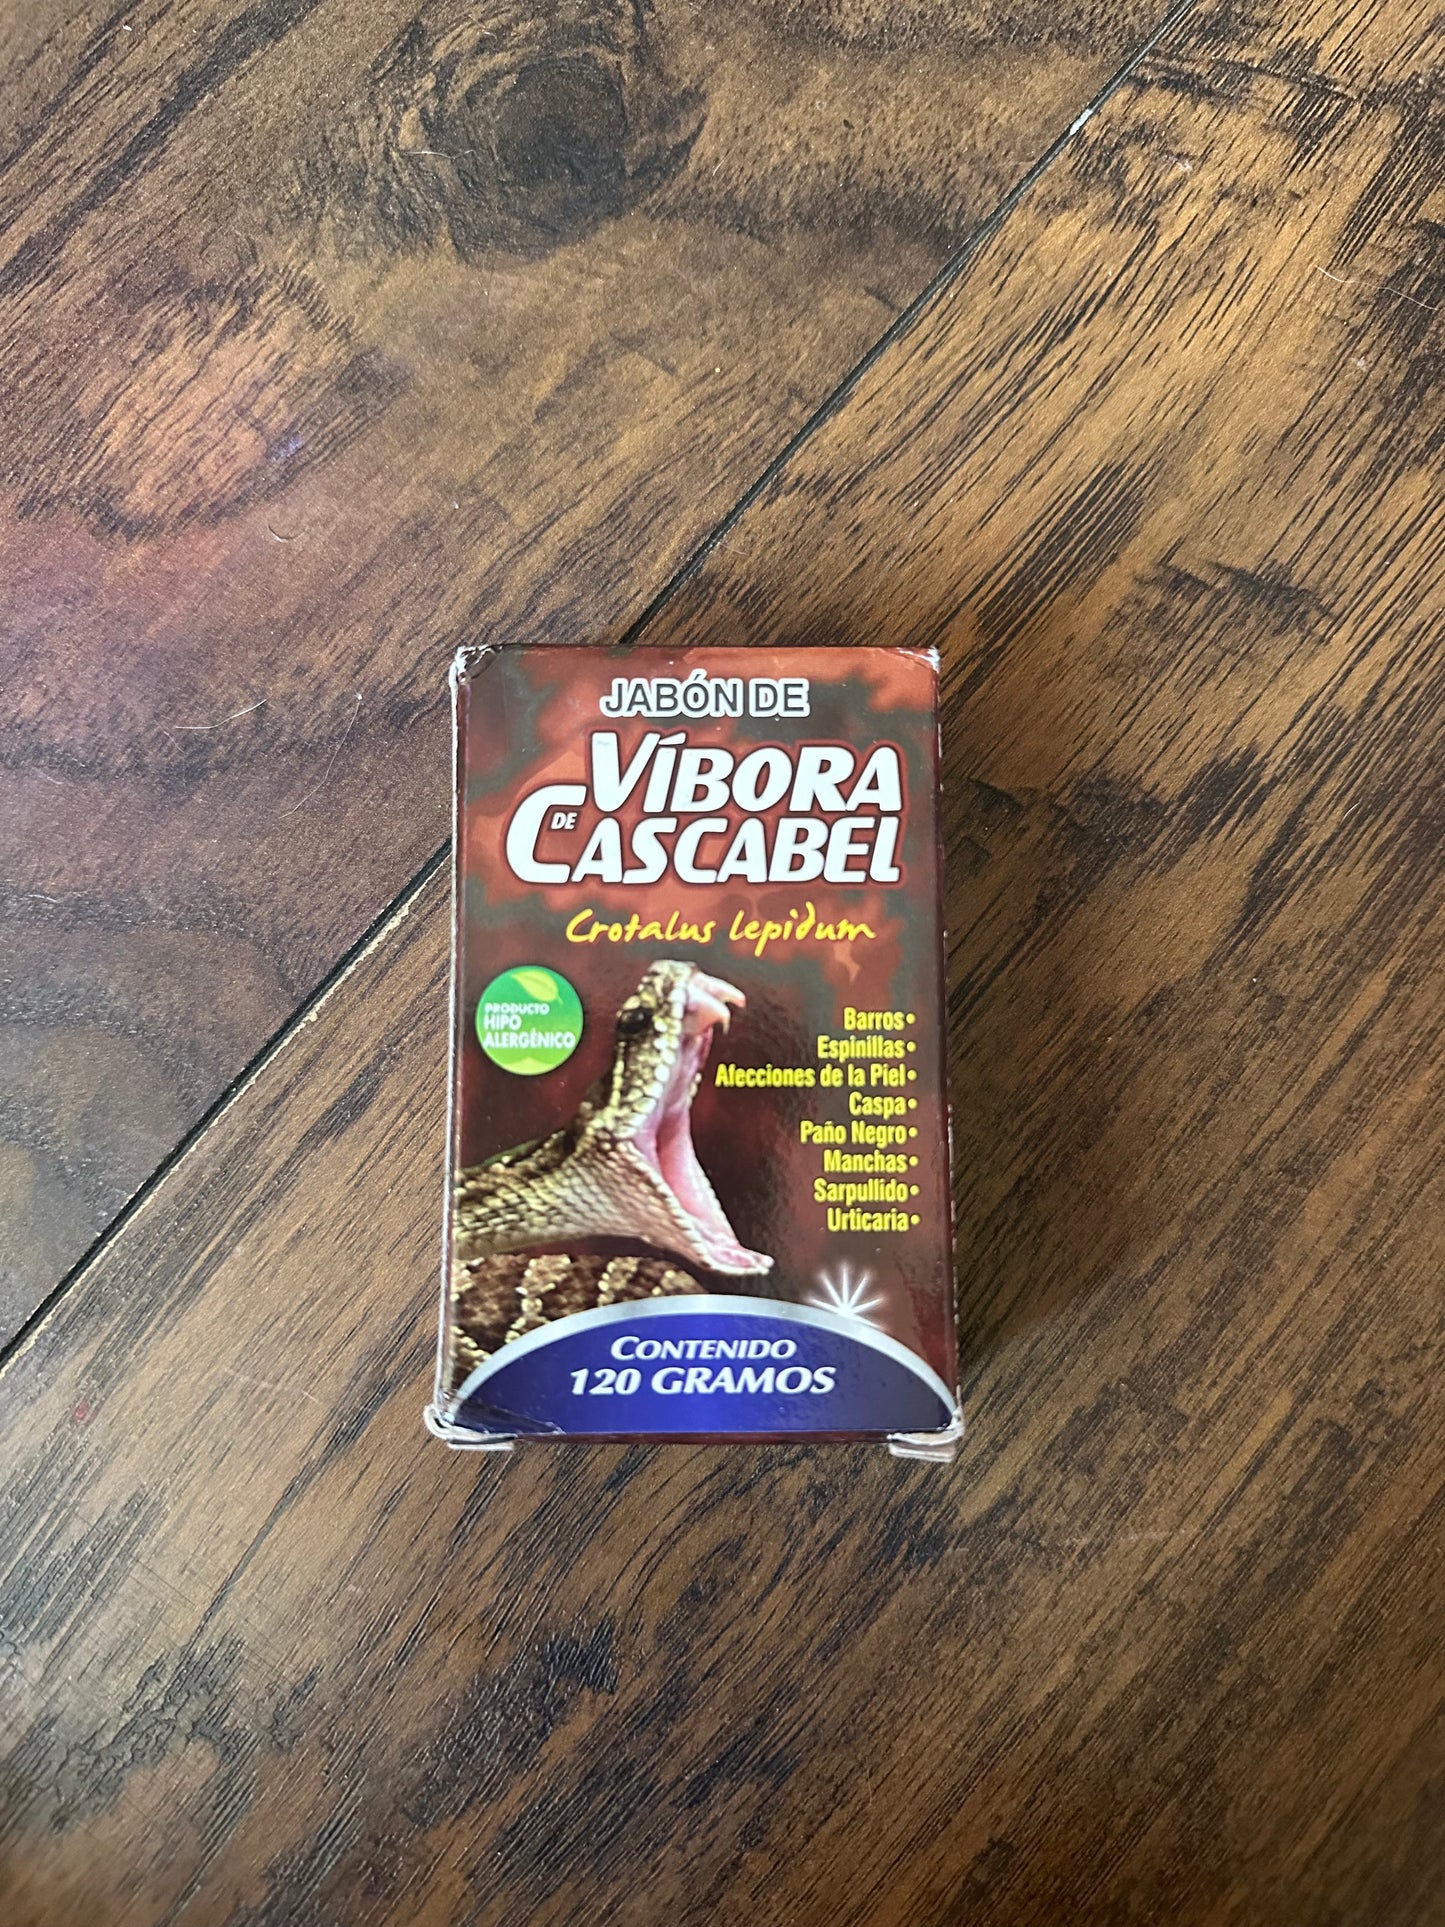 JABÓN DE
VÍBORA
DE CASCABEL
Crotalus lepidum
PRODUCTO
HIPO
ALERGÉNICO
Barros•
Espinillas•
Afecciones de la Piel•
Caspa•
Paño Negro•
Manchas•
Sarpullido•
Urticaria•
CONTENIDO
120 GRAMOS